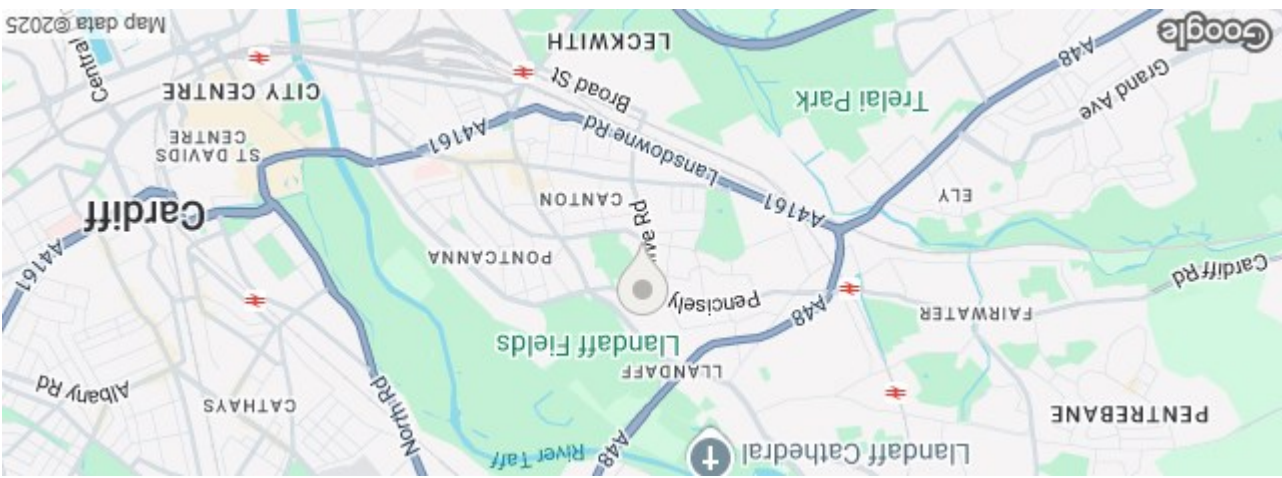 Llandaff Cathedral
River Taff
A48
PENTREBANE
CATHAYS
North Rd
Albany Rd
LLANDAFF
Llandaff Fields
FAIRWATER
A48
Pencisely
Cardiff Rd
A4161
PONTCANNA
Cardiff
ELY
A4161
CANTON
ST DAVIDS
CENTRE
Lansdowne Rd
A4161
CITY CENTRE
Central
Trelai Park
Broad St
Grand Ave
A48
LECKWITH
Google
Map data ©2025